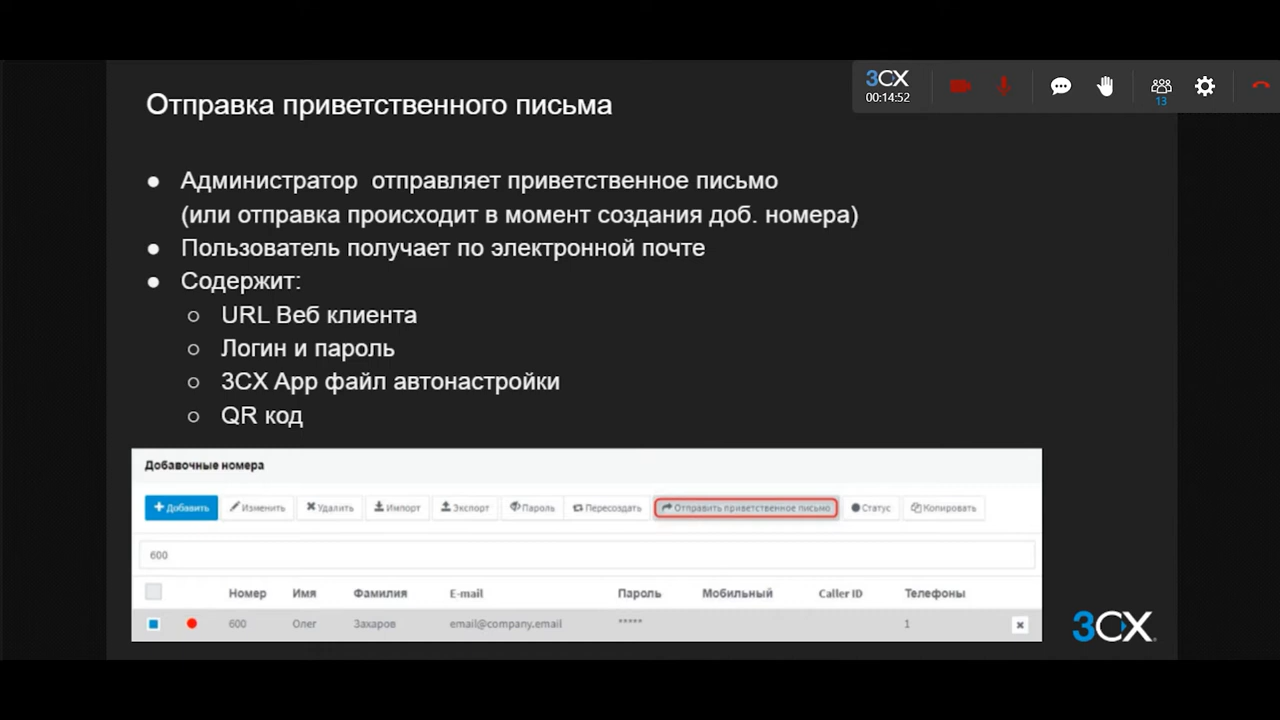 3CX
00:14:52
13
Отправка приветственного письма
● Администратор отправляет приветственное письмо
(или отправка происходит в момент создания доб. номера)
● Пользователь получает по электронной почте
● Содержит:
○ URL Веб клиента
○ Логин и пароль
○ 3CX App файл автонастройки
○ QR код
Добавочные номера
+ Добавить Изменить Удалить Импорт Экспорт Пароль Пересоздать Отправить приветственное письмо Статус Копировать
600
Номер Имя Фамилия E-mail Пароль Мобильный Caller ID Телефоны
600 Олег Захаров email@company.email ***** 1
3CX